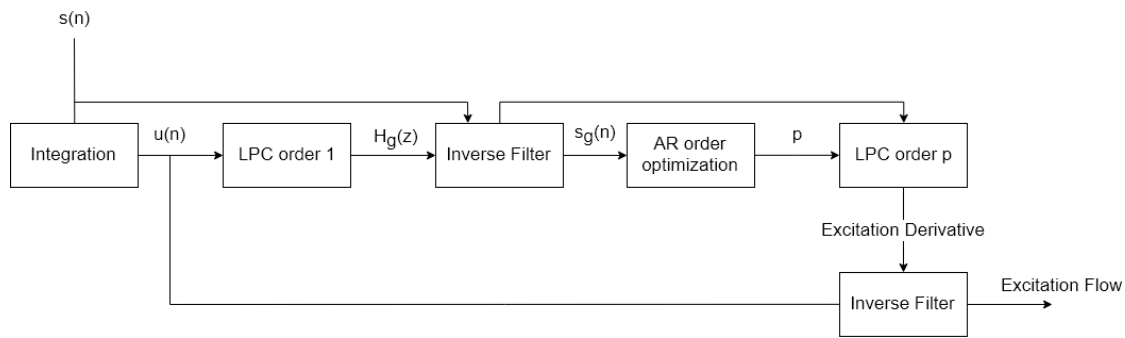 s(n)
Integration
u(n)
LPC order 1
Hg(z)
Inverse Filter
sg(n)
AR order
optimization
p
LPC order p
Excitation Derivative
Inverse Filter
Excitation Flow